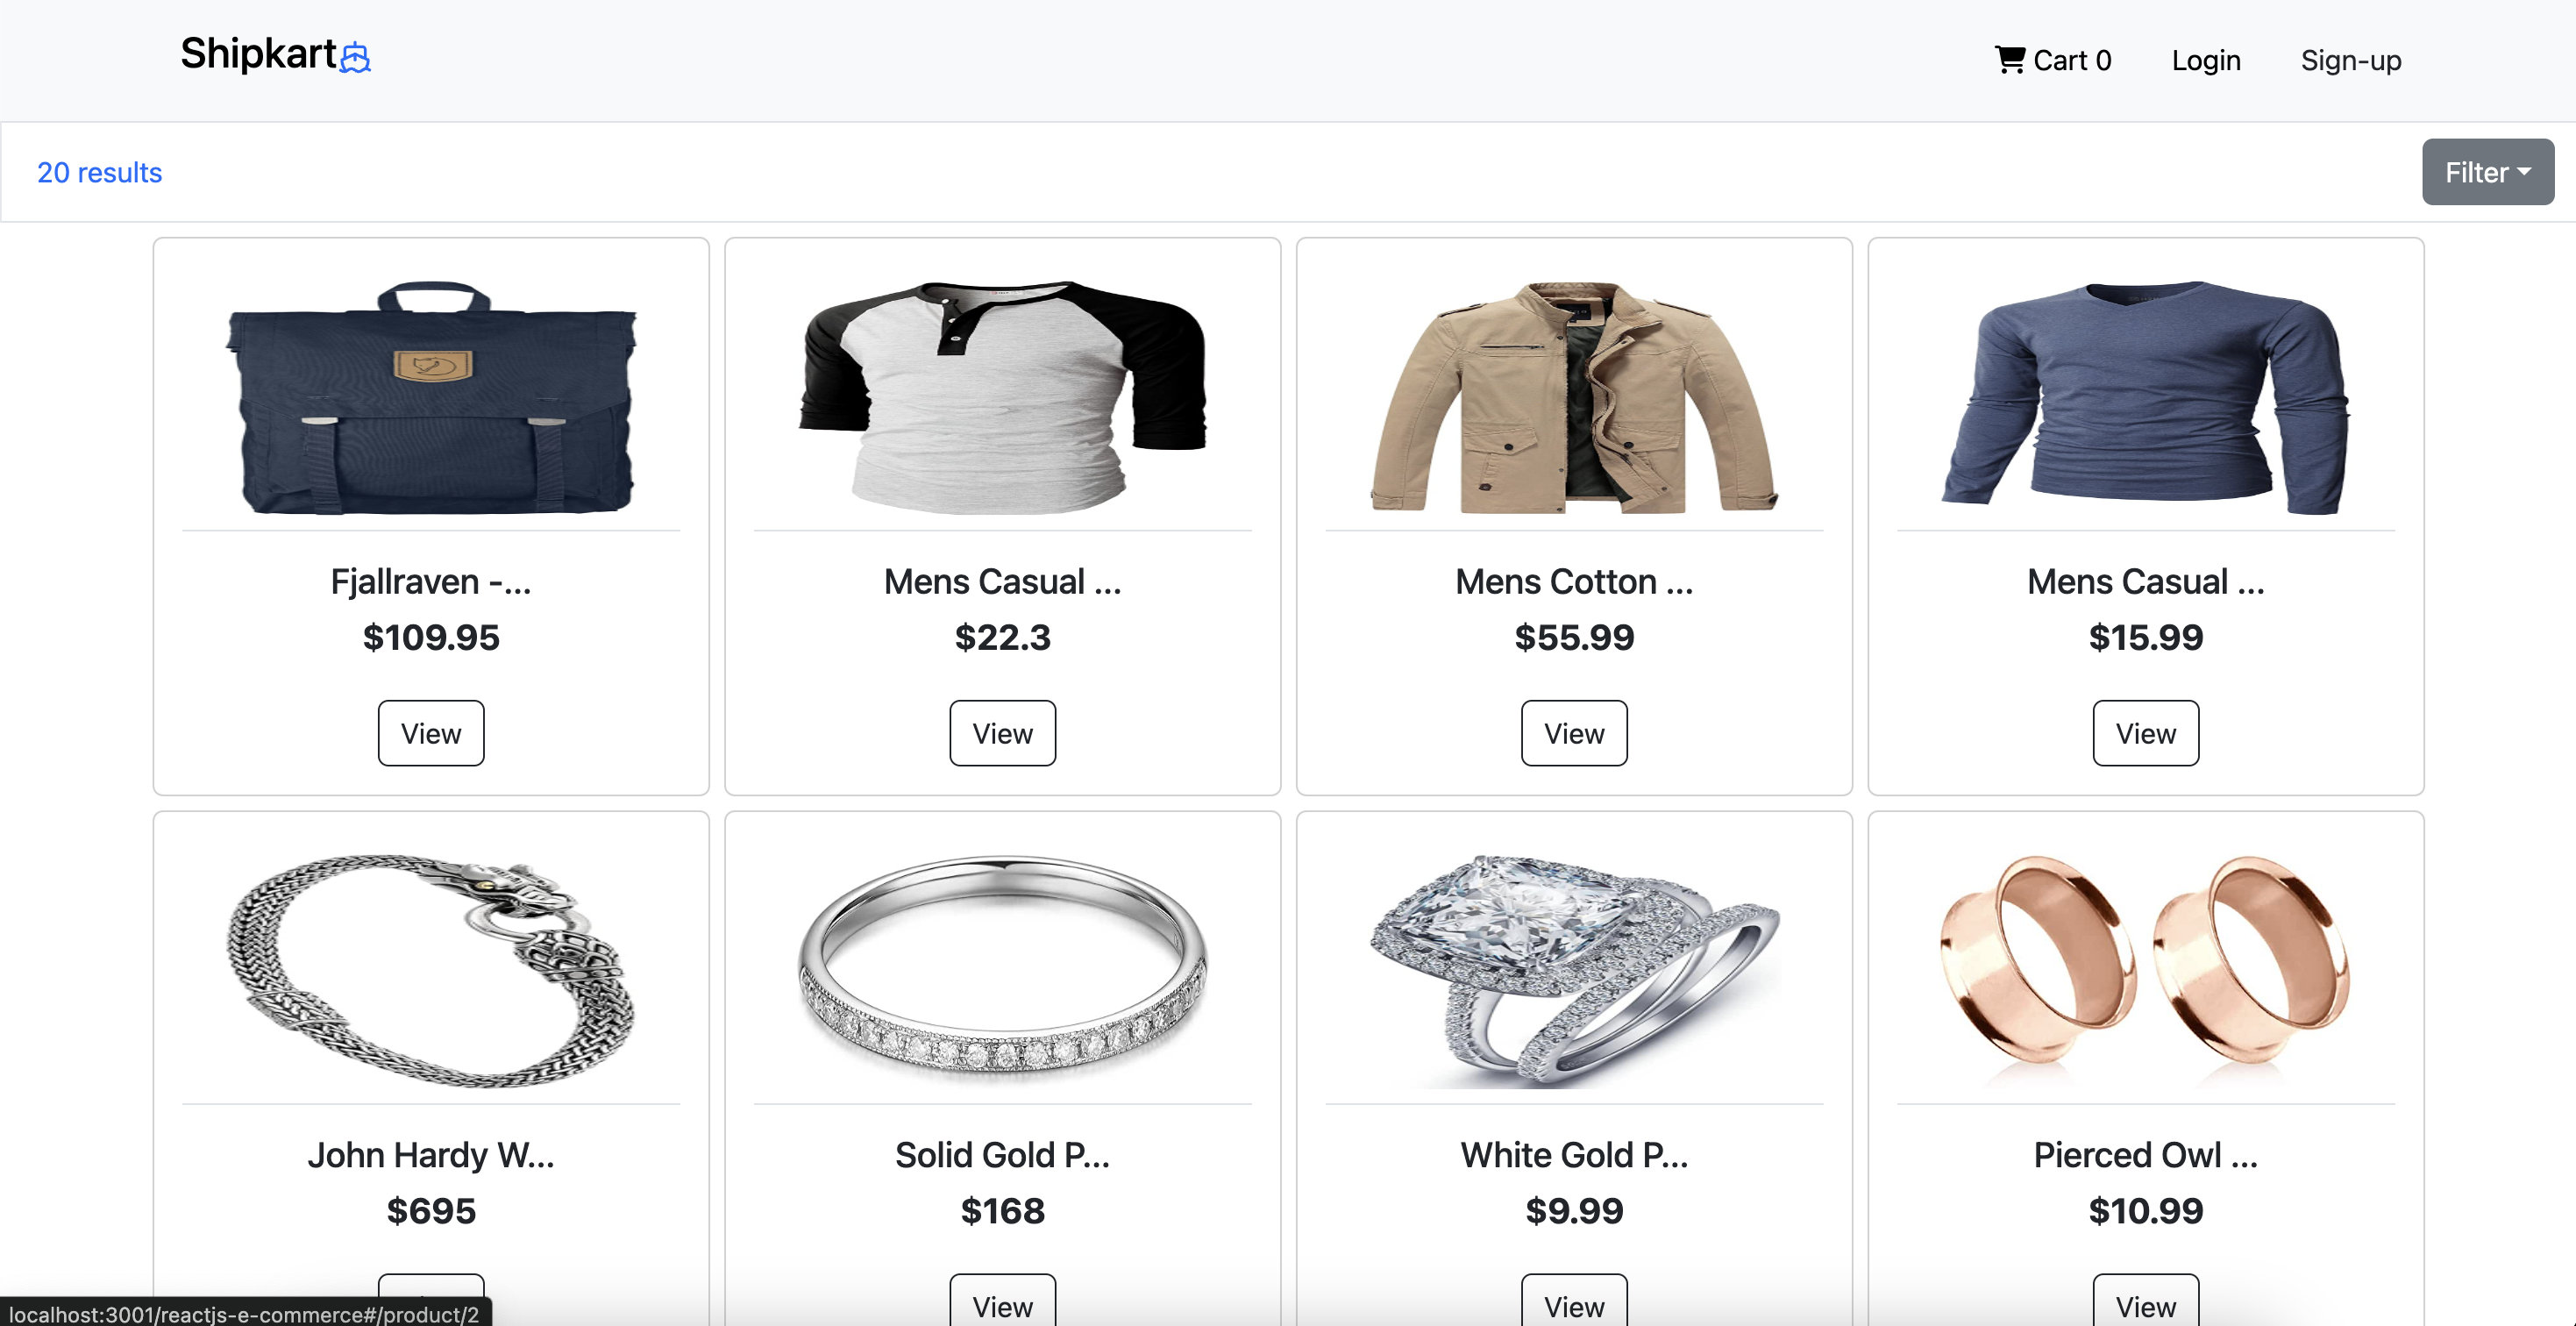 Shipkart
Cart 0
Login
Sign-up
20 results
Filter
Fjallraven -...
$109.95
View
Mens Casual ...
$22.3
View
Mens Cotton ...
$55.99
View
Mens Casual ...
$15.99
View
John Hardy W...
$695
Solid Gold P...
$168
View
White Gold P...
$9.99
View
Pierced Owl ...
$10.99
View
localhost:3001/reactjs-e-commerce#/product/2